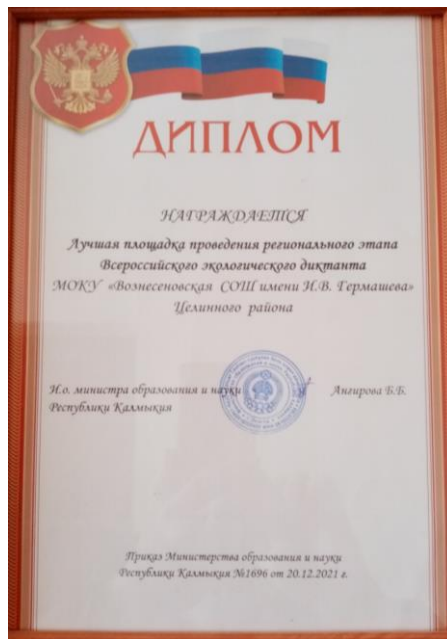 ДИПЛОМ
НАГРАЖДАЕТСЯ
Лучшая площадка проведения регионального этапа
Всероссийского экологического диктанта
МОКУ «Вознесеновская СОШ имени И.В. Гермашева»
Целинного района
И.о. министра образования и науки Ангирова Б.Б.
Республики Калмыкия
Приказ Министерства образования и науки
Республики Калмыкия №1696 от 20.12.2021 г.